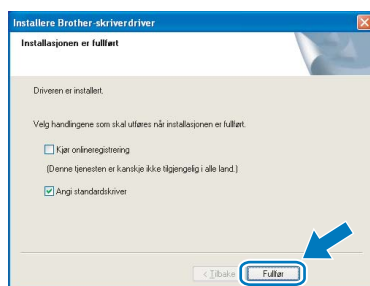 Installere Brother-skriverdriver
Installasjonen er fullført
Driveren er installert.
Velg handlingene som skal utføres når installasjonen er fullført.
Kjør onlineregistrering
(Denne tjenesten er kanskje ikke tilgjengelig i alle land.)
Angi standardskriver
< Tilbake
Fullfør